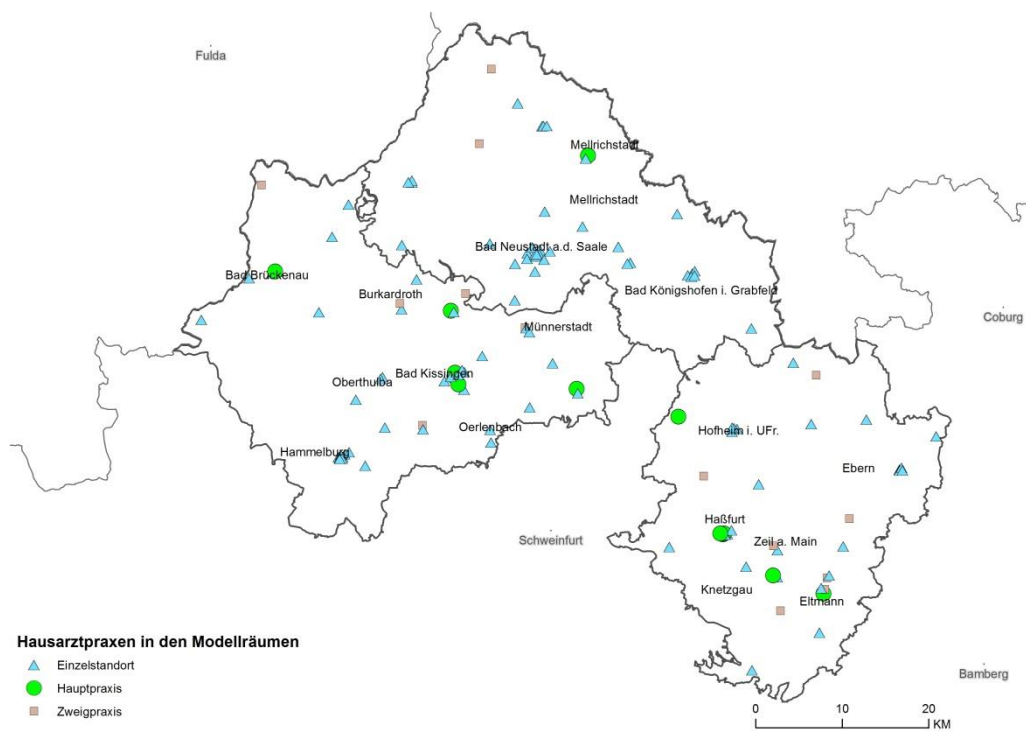 Fulda
Mellrichstadt
Mellrichstadt
Bad Neustadt a.d. Saale
Bad Brückenau
Bad Königshofen i. Grabfeld
Burkardroth
Coburg
Münnerstadt
Bad Kissingen
Oberthulba
Oerlenbach
Hofheim i. UFr.
Hammelburg
Ebern
Haßfurt
Schweinfurt
Zeil a. Main
Knetzgau
Eltmann
Bamberg
Hausarztpraxen in den Modellräumen
Einzelstandort
Hauptpraxis
Zweigpraxis
0 10 20
KM